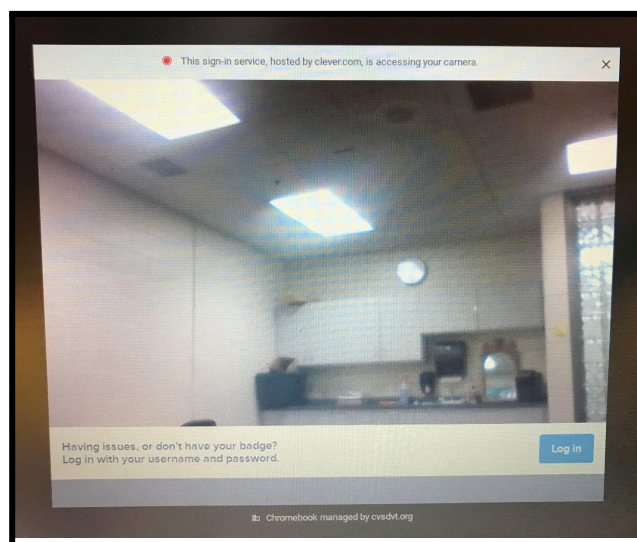 This sign-in service, hosted by clever.com, is accessing your camera.
Having issues, or don't have your badge?
Log in with your username and password.
Log in
Chromebook managed by cvsdvt.org